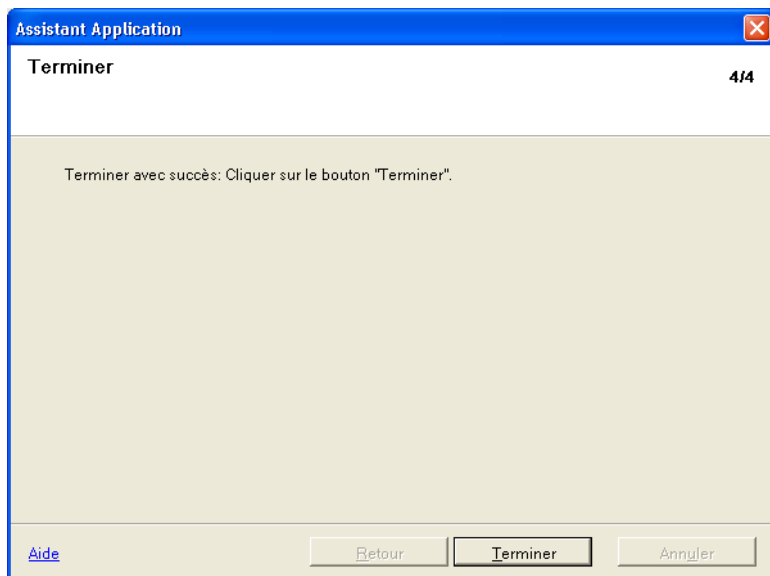 Assistant Application
Terminer
4/4
Terminer avec succès: Cliquer sur le bouton "Terminer".
Aide
Retour
Terminer
Annuler